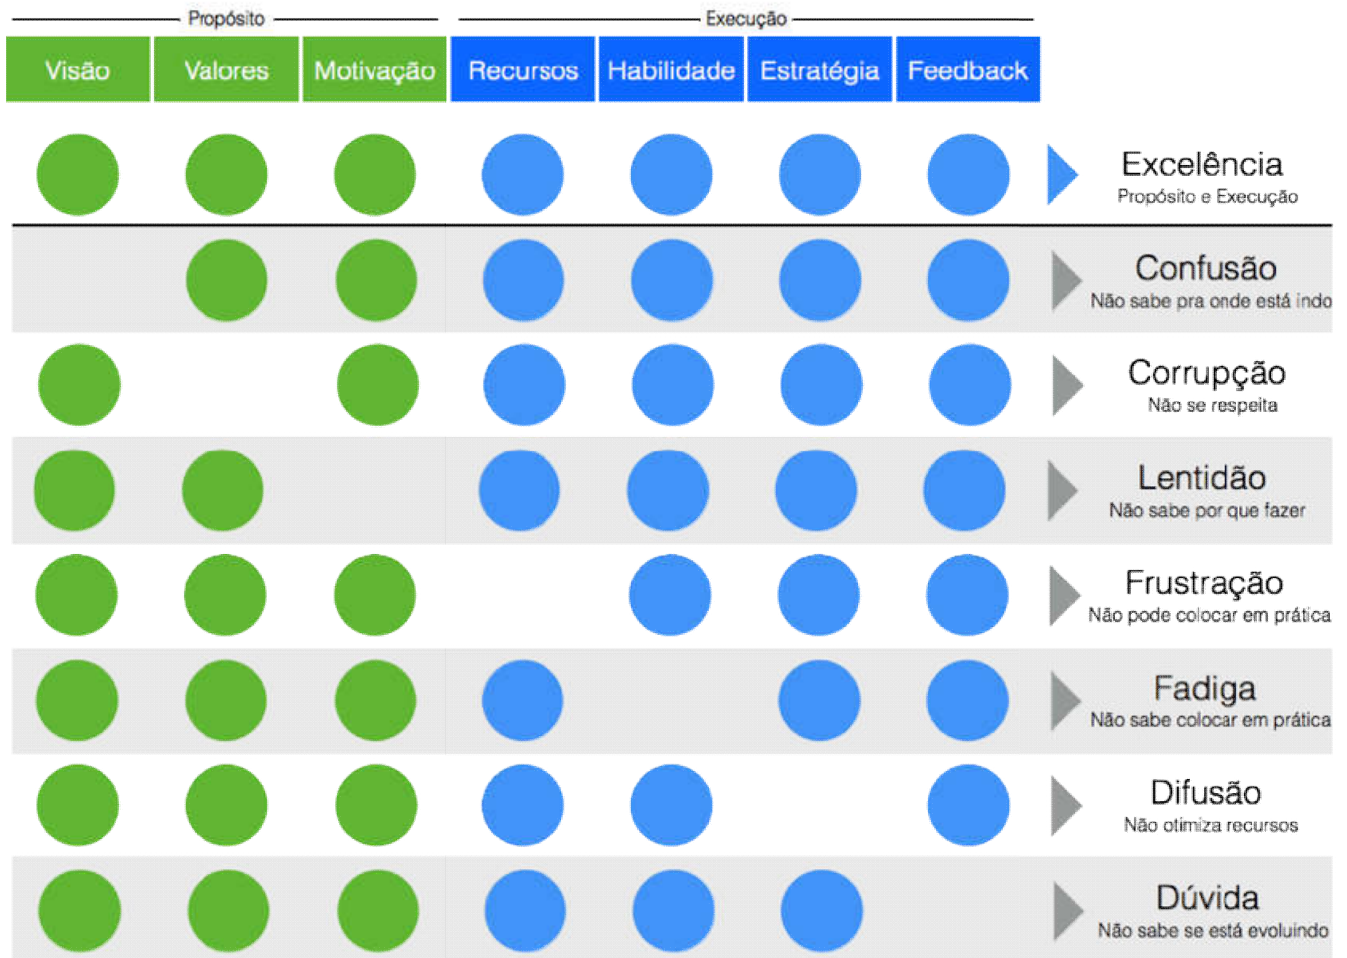 Propósito
Execução
Visão
Valores
Motivação
Recursos
Habilidade
Estratégia
Feedback
Excelência
Propósito e Execução
Confusão
Não sabe pra onde está indo
Corrupção
Não se respeita
Lentidão
Não sabe por que fazer
Frustração
Não pode colocar em prática
Fadiga
Não sabe colocar em prática
Difusão
Não otimiza recursos
Dúvida
Não sabe se está evoluindo